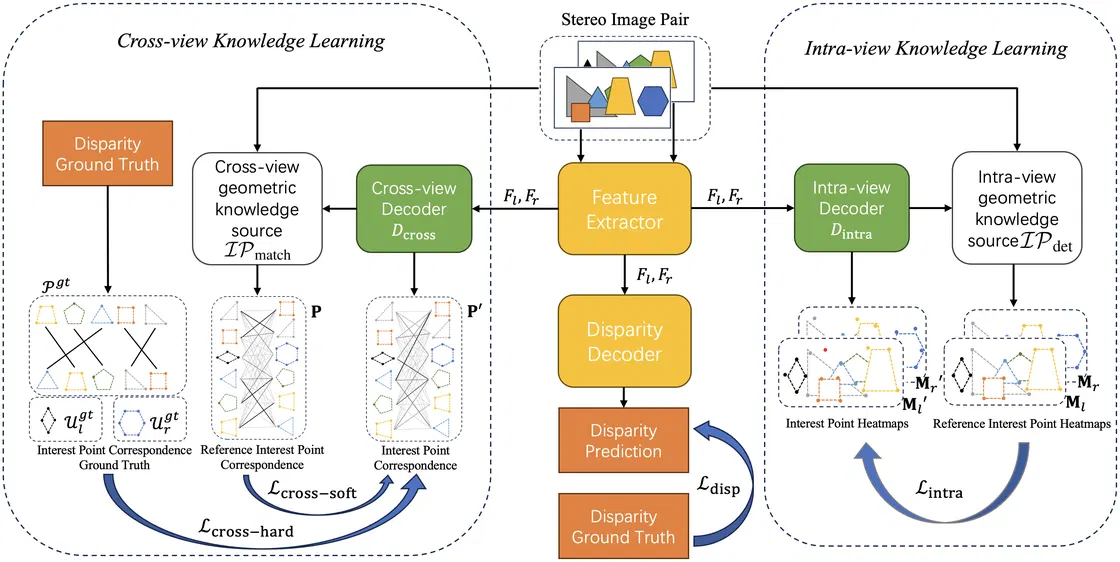 Stereo Image Pair
Cross-view Knowledge Learning
Intra-view Knowledge Learning
Disparity
Ground Truth
Cross-view
geometric
knowledge
source
𝓘𝓟match
Cross-view
Decoder
Dcross
Fl, Fr
Feature
Extractor
Fl, Fr
Intra-view
Decoder
Dintra
Intra-view
geometric
knowledge
source𝓘𝓟det
Fl, Fr
𝓟gt
P
P′
Disparity
Decoder
𝓤lgt
𝓤rgt
Mr′
Ml′
Mr
Ml
Interest Point Correspondence
Ground Truth
Reference Interest Point
Correspondence
Interest Point
Correspondence
Disparity
Prediction
Interest Point Heatmaps
Reference Interest Point Heatmaps
ℒcross−soft
ℒcross−hard
ℒdisp
ℒintra
Disparity
Ground Truth